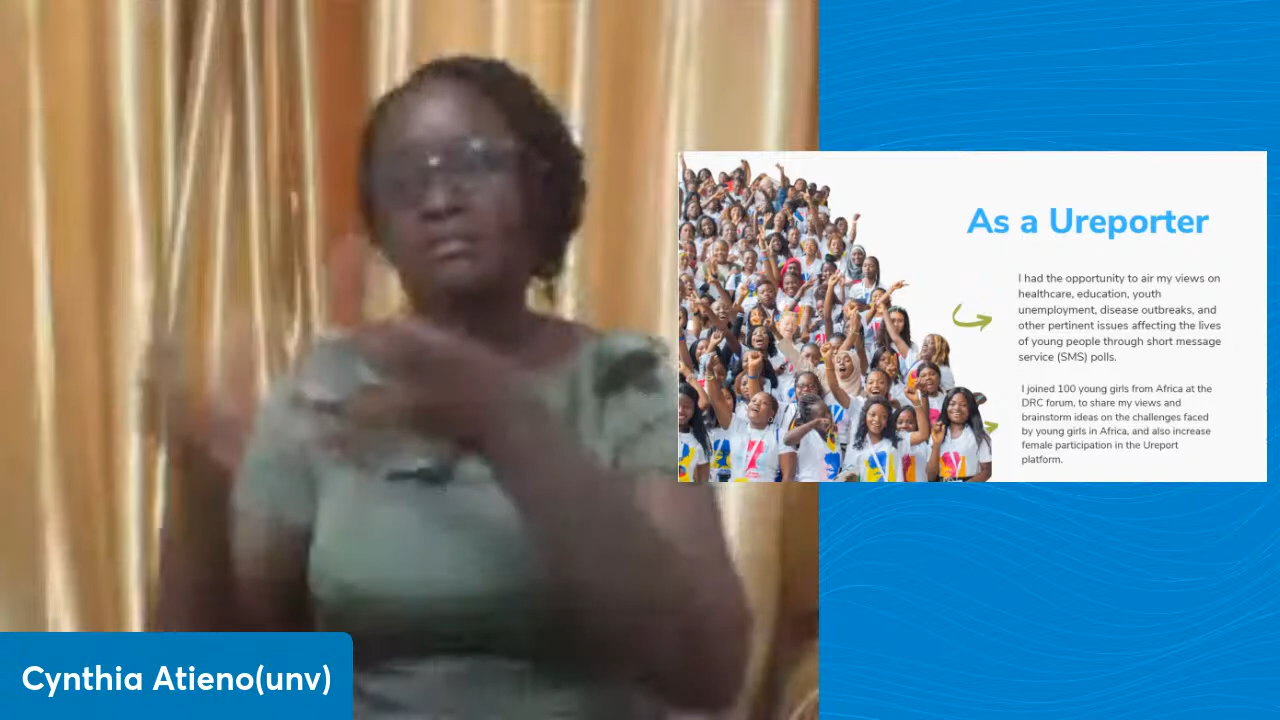 As a Ureporter
I had the opportunity to air my views on
healthcare, education, youth
unemployment, disease outbreaks, and
other pertinent issues affecting the lives
of young people through short message
service (SMS) polls.
I joined 100 young girls from Africa at the
DRC forum, to share my views and
brainstorm ideas on the challenges faced
by young girls in Africa, and also increase
female participation in the Ureport
platform.
Cynthia Atieno(unv)